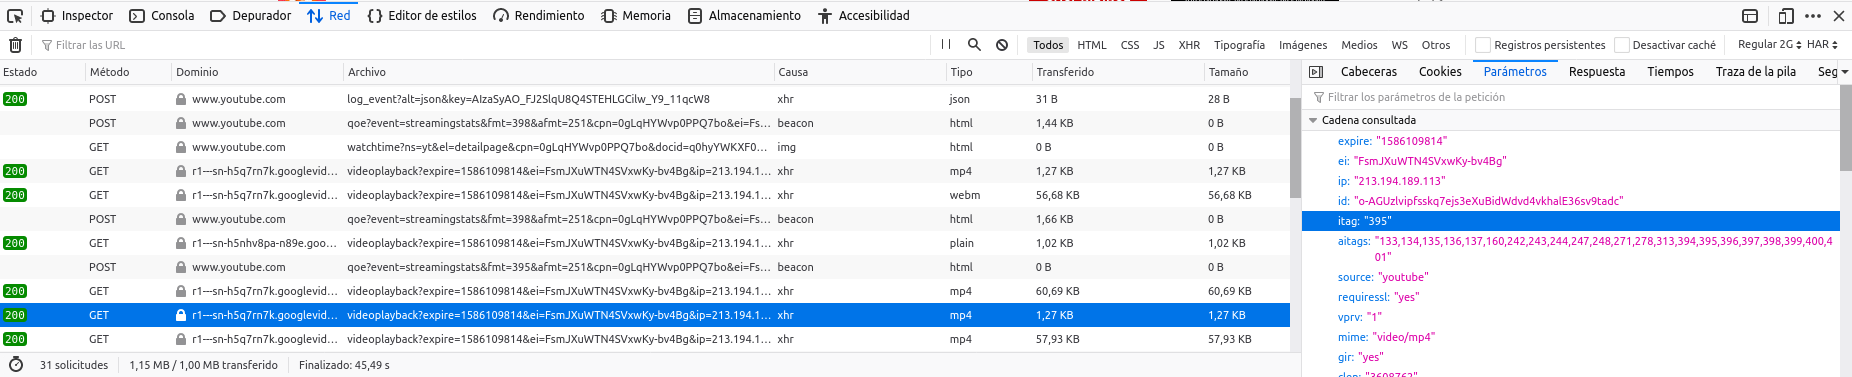 Inspector Consola Depurador Red Editor de estilos Rendimiento Memoria Almacenamiento Accesibilidad
Filtrar las URL Todos HTML CSS JS XHR Tipografía Imágenes Medios WS Otros Registros persistentes Desactivar caché Regular 2G HAR
Estado Método Dominio Archivo Causa Tipo Transferido Tamaño
200 POST www.youtube.com log_event?alt=json&key=AIzaSyAO_FJ2SlqU8Q4STEHLGCilw_Y9_11qcW8 xhr json 31 B 28 B
POST www.youtube.com qoe?event=streamingstats&fmt=398&afmt=251&cpn=0gLqHYWvp0PPQ7bo&ei=Fs... beacon html 1,44 KB 0 B
GET www.youtube.com watchtime?ns=yt&el=detailpage&cpn=0gLqHYWvp0PPQ7bo&docid=q0hyYWKXF0... img html 0 B 0 B
200 GET r1---sn-h5q7rn7k.googlevid... videoplayback?expire=1586109814&ei=FsmJXuWTN4SVxwKy-bv4Bg&ip=213.194.1... xhr mp4 1,27 KB 1,27 KB
200 GET r1---sn-h5q7rn7k.googlevid... videoplayback?expire=1586109814&ei=FsmJXuWTN4SVxwKy-bv4Bg&ip=213.194.1... xhr webm 56,68 KB 56,68 KB
POST www.youtube.com qoe?event=streamingstats&fmt=398&afmt=251&cpn=0gLqHYWvp0PPQ7bo&ei=Fs... beacon html 1,66 KB 0 B
200 GET r1---sn-h5nhv8pa-n89e.goo... videoplayback?expire=1586109814&ei=FsmJXuWTN4SVxwKy-bv4Bg&ip=213.194.1... xhr plain 1,02 KB 1,02 KB
POST www.youtube.com qoe?event=streamingstats&fmt=395&afmt=251&cpn=0gLqHYWvp0PPQ7bo&ei=Fs... beacon html 0 B 0 B
200 GET r1---sn-h5q7rn7k.googlevid... videoplayback?expire=1586109814&ei=FsmJXuWTN4SVxwKy-bv4Bg&ip=213.194.1... xhr mp4 60,69 KB 60,69 KB
200 GET r1---sn-h5q7rn7k.googlevid... videoplayback?expire=1586109814&ei=FsmJXuWTN4SVxwKy-bv4Bg&ip=213.194.1... xhr mp4 1,27 KB 1,27 KB
200 GET r1---sn-h5q7rn7k.googlevid... videoplayback?expire=1586109814&ei=FsmJXuWTN4SVxwKy-bv4Bg&ip=213.194.1... xhr mp4 57,93 KB 57,93 KB
31 solicitudes 1,15 MB / 1,00 MB transferido Finalizado: 45,49 s
Cabeceras Cookies Parámetros Respuesta Tiempos Traza de la pila Seg
Filtrar los parámetros de la petición
Cadena consultada
expire: "1586109814"
ei: "FsmJXuWTN4SVxwKy-bv4Bg"
ip: "213.194.189.113"
id: "o-AGUzlvipfsskq7ejs3eXuBidWdvd4vkhalE36sv9tadc"
itag: "395"
aitags: "133,134,135,136,137,160,242,243,244,247,248,271,278,313,394,395,396,397,398,399,400,4
01"
source: "youtube"
requiressl: "yes"
vprv: "1"
mime: "video/mp4"
gir: "yes"
clen: "3608762"